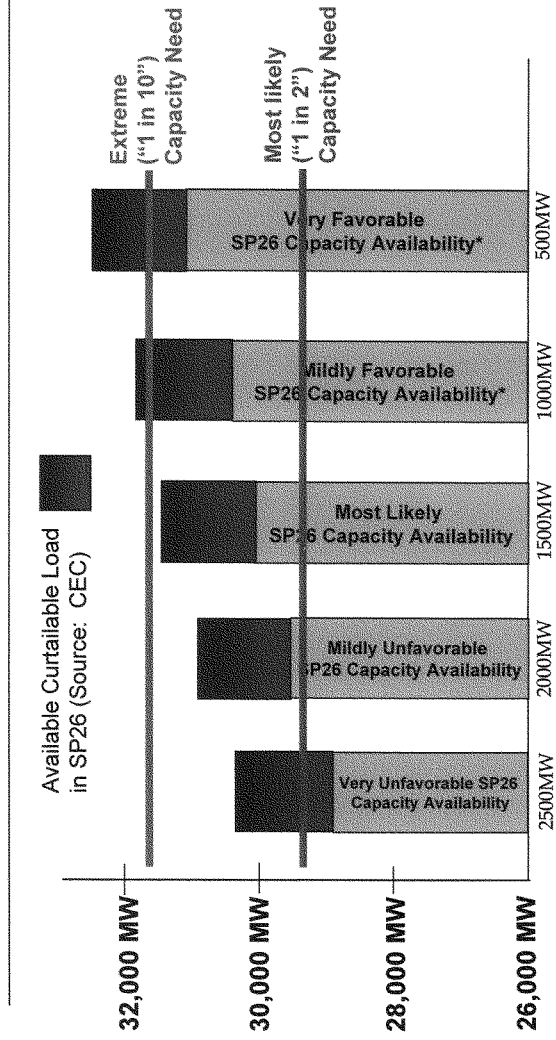 Available Curtailable Load
in SP26 (Source: CEC)
Extreme
("1 in 10")
Capacity Need
Most likely
("1 in 2")
Capacity Need
32,000 MW
30,000 MW
28,000 MW
26,000 MW
Very Unfavorable SP26
Capacity Availability
Mildly Unfavorable
SP26 Capacity Availability
Most Likely
SP26 Capacity Availability
Mildly Favorable
SP26 Capacity Availability*
Very Favorable
SP26 Capacity Availability*
2500MW
2000MW
1500MW
1000MW
500MW